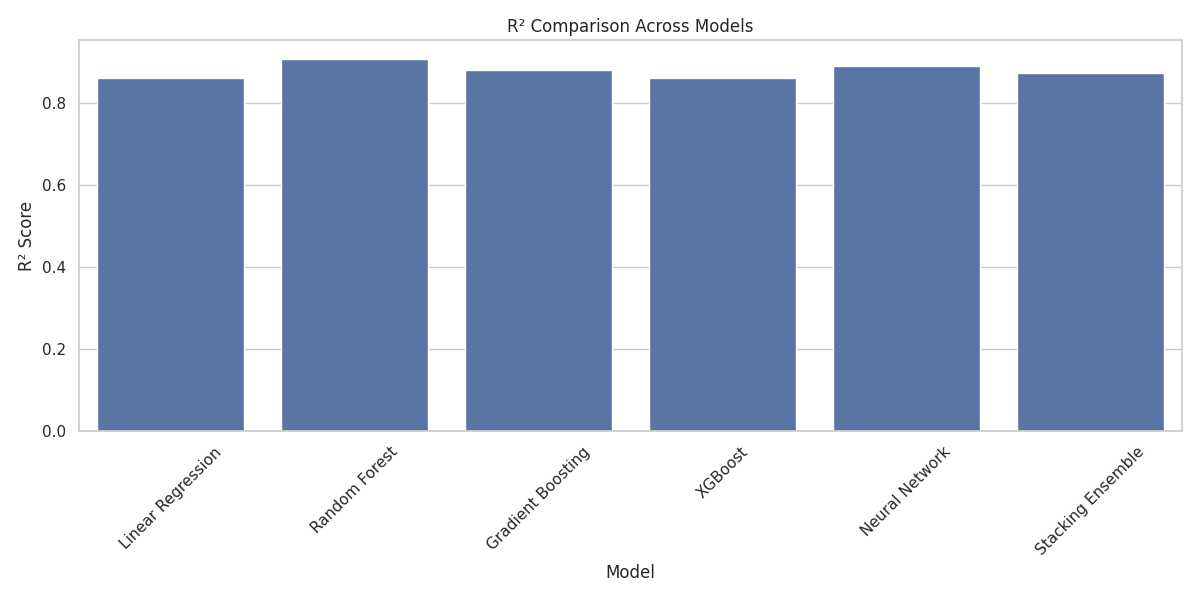 R² Comparison Across Models
R² Score
0.8
0.6
0.4
0.2
0.0
Linear Regression
Random Forest
Gradient Boosting
XGBoost
Neural Network
Stacking Ensemble
Model